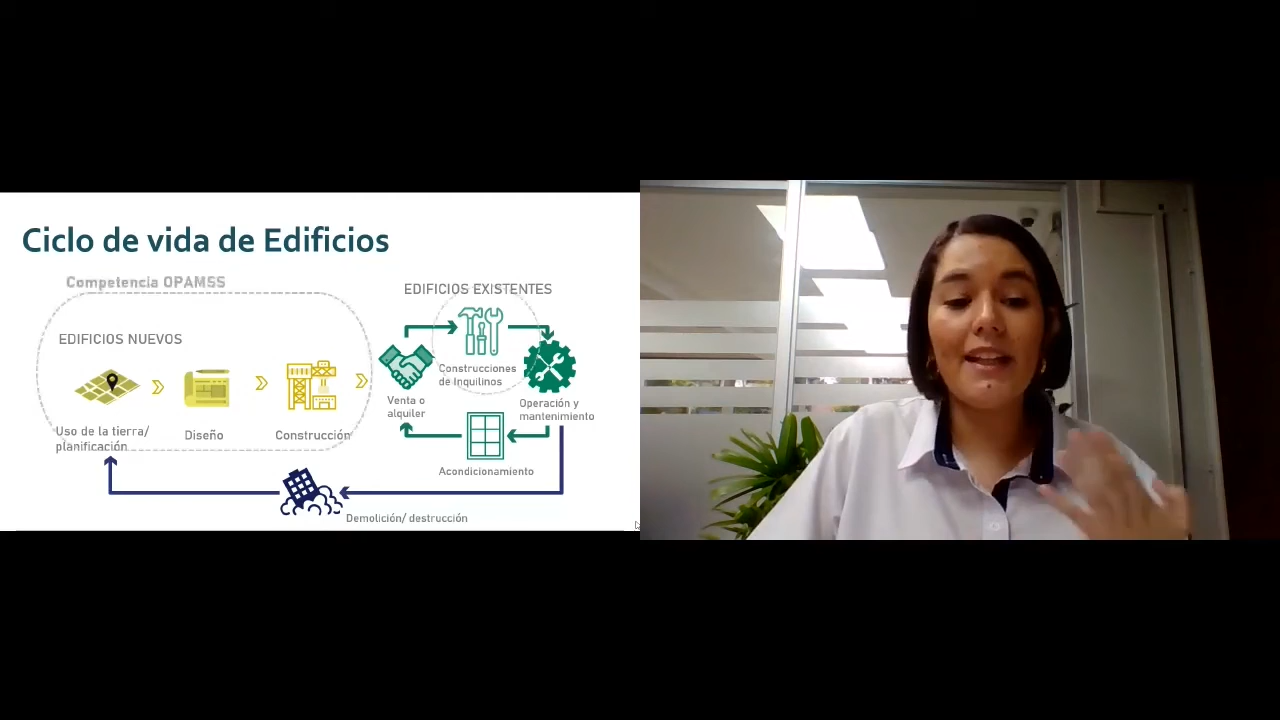 Ciclo de vida de Edificios
Competencia OPAMSS
EDIFICIOS NUEVOS
Uso de la tierra/
planificación
Diseño
Construcción
EDIFICIOS EXISTENTES
Venta o
alquiler
Construcciones
de Inquilinos
Operación y
mantenimiento
Acondicionamiento
Demolición/ destrucción